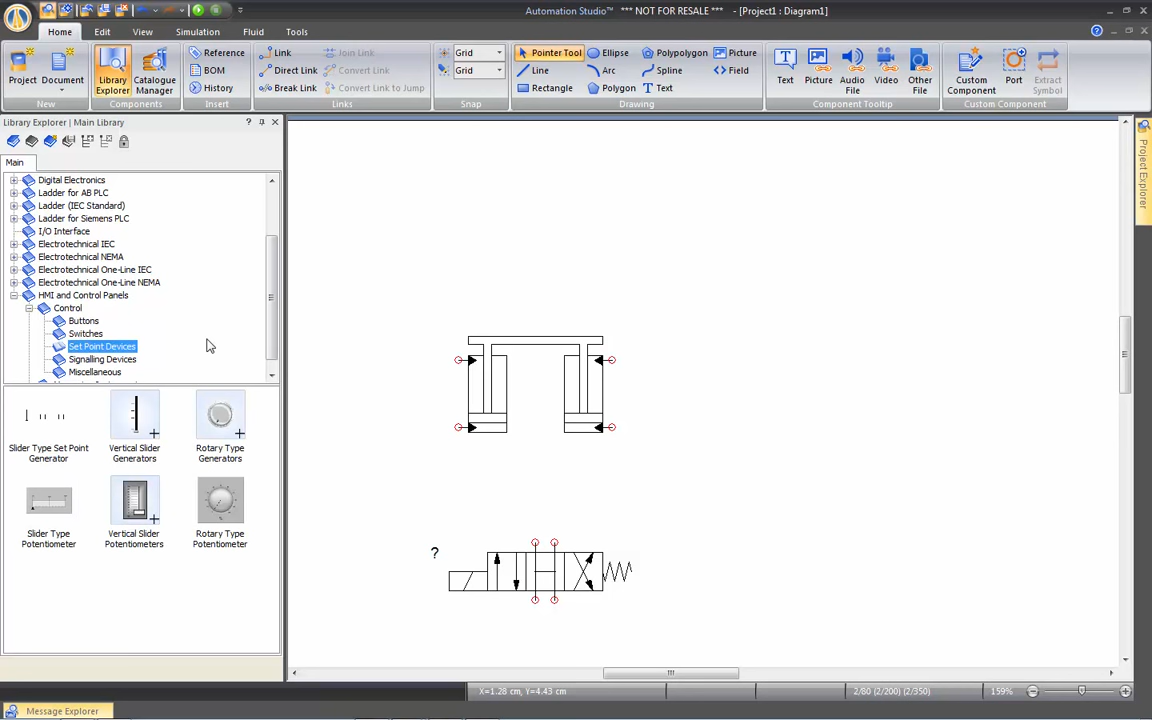 Automation Studio™ *** NOT FOR RESALE *** - [Project1 : Diagram1]
Home Edit View Simulation Fluid Tools
Project
Document
New
Library Explorer
Catalogue Manager
Components
Reference
BOM
History
Insert
Link
Direct Link
Break Link
Join Link
Convert Link
Convert Link to Jump
Links
Grid
Grid
Snap
Pointer Tool
Line
Rectangle
Ellipse
Arc
Polygon
Polypolygon
Spline
Text
Picture
Field
Drawing
Text
Picture
Audio File
Video
Other File
Component Tooltip
Custom Component
Port
Extract Symbol
Custom Component
Library Explorer | Main Library
Main
Digital Electronics
Ladder for AB PLC
Ladder (IEC Standard)
Ladder for Siemens PLC
I/O Interface
Electrotechnical IEC
Electrotechnical NEMA
Electrotechnical One-Line IEC
Electrotechnical One-Line NEMA
HMI and Control Panels
Control
Buttons
Switches
Set Point Devices
Signalling Devices
Miscellaneous
Slider Type Set Point Generator
Vertical Slider Generators
Rotary Type Generators
Slider Type Potentiometer
Vertical Slider Potentiometers
Rotary Type Potentiometer
?
Project Explorer
X=1.28 cm, Y=4.43 cm
2/80 (2/200) (2/350)
159%
Message Explorer